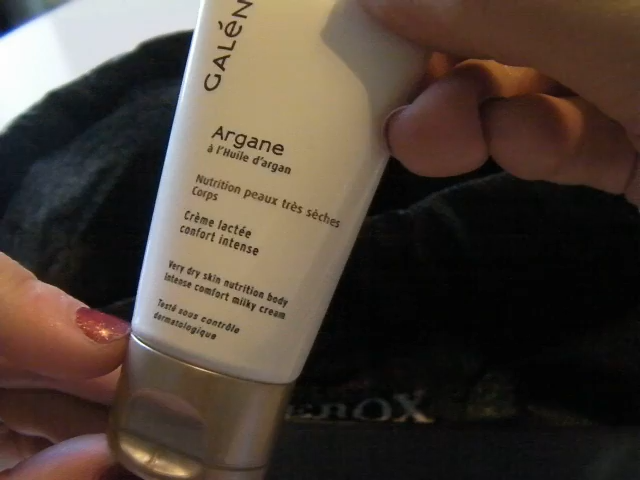 GALÉN
Argane
à l'Huile d'argan
Nutrition peaux très sèches
Corps
Crème lactée
confort intense
Very dry skin nutrition body
Intense comfort milky cream
Testé sous contrôle
dermatologique